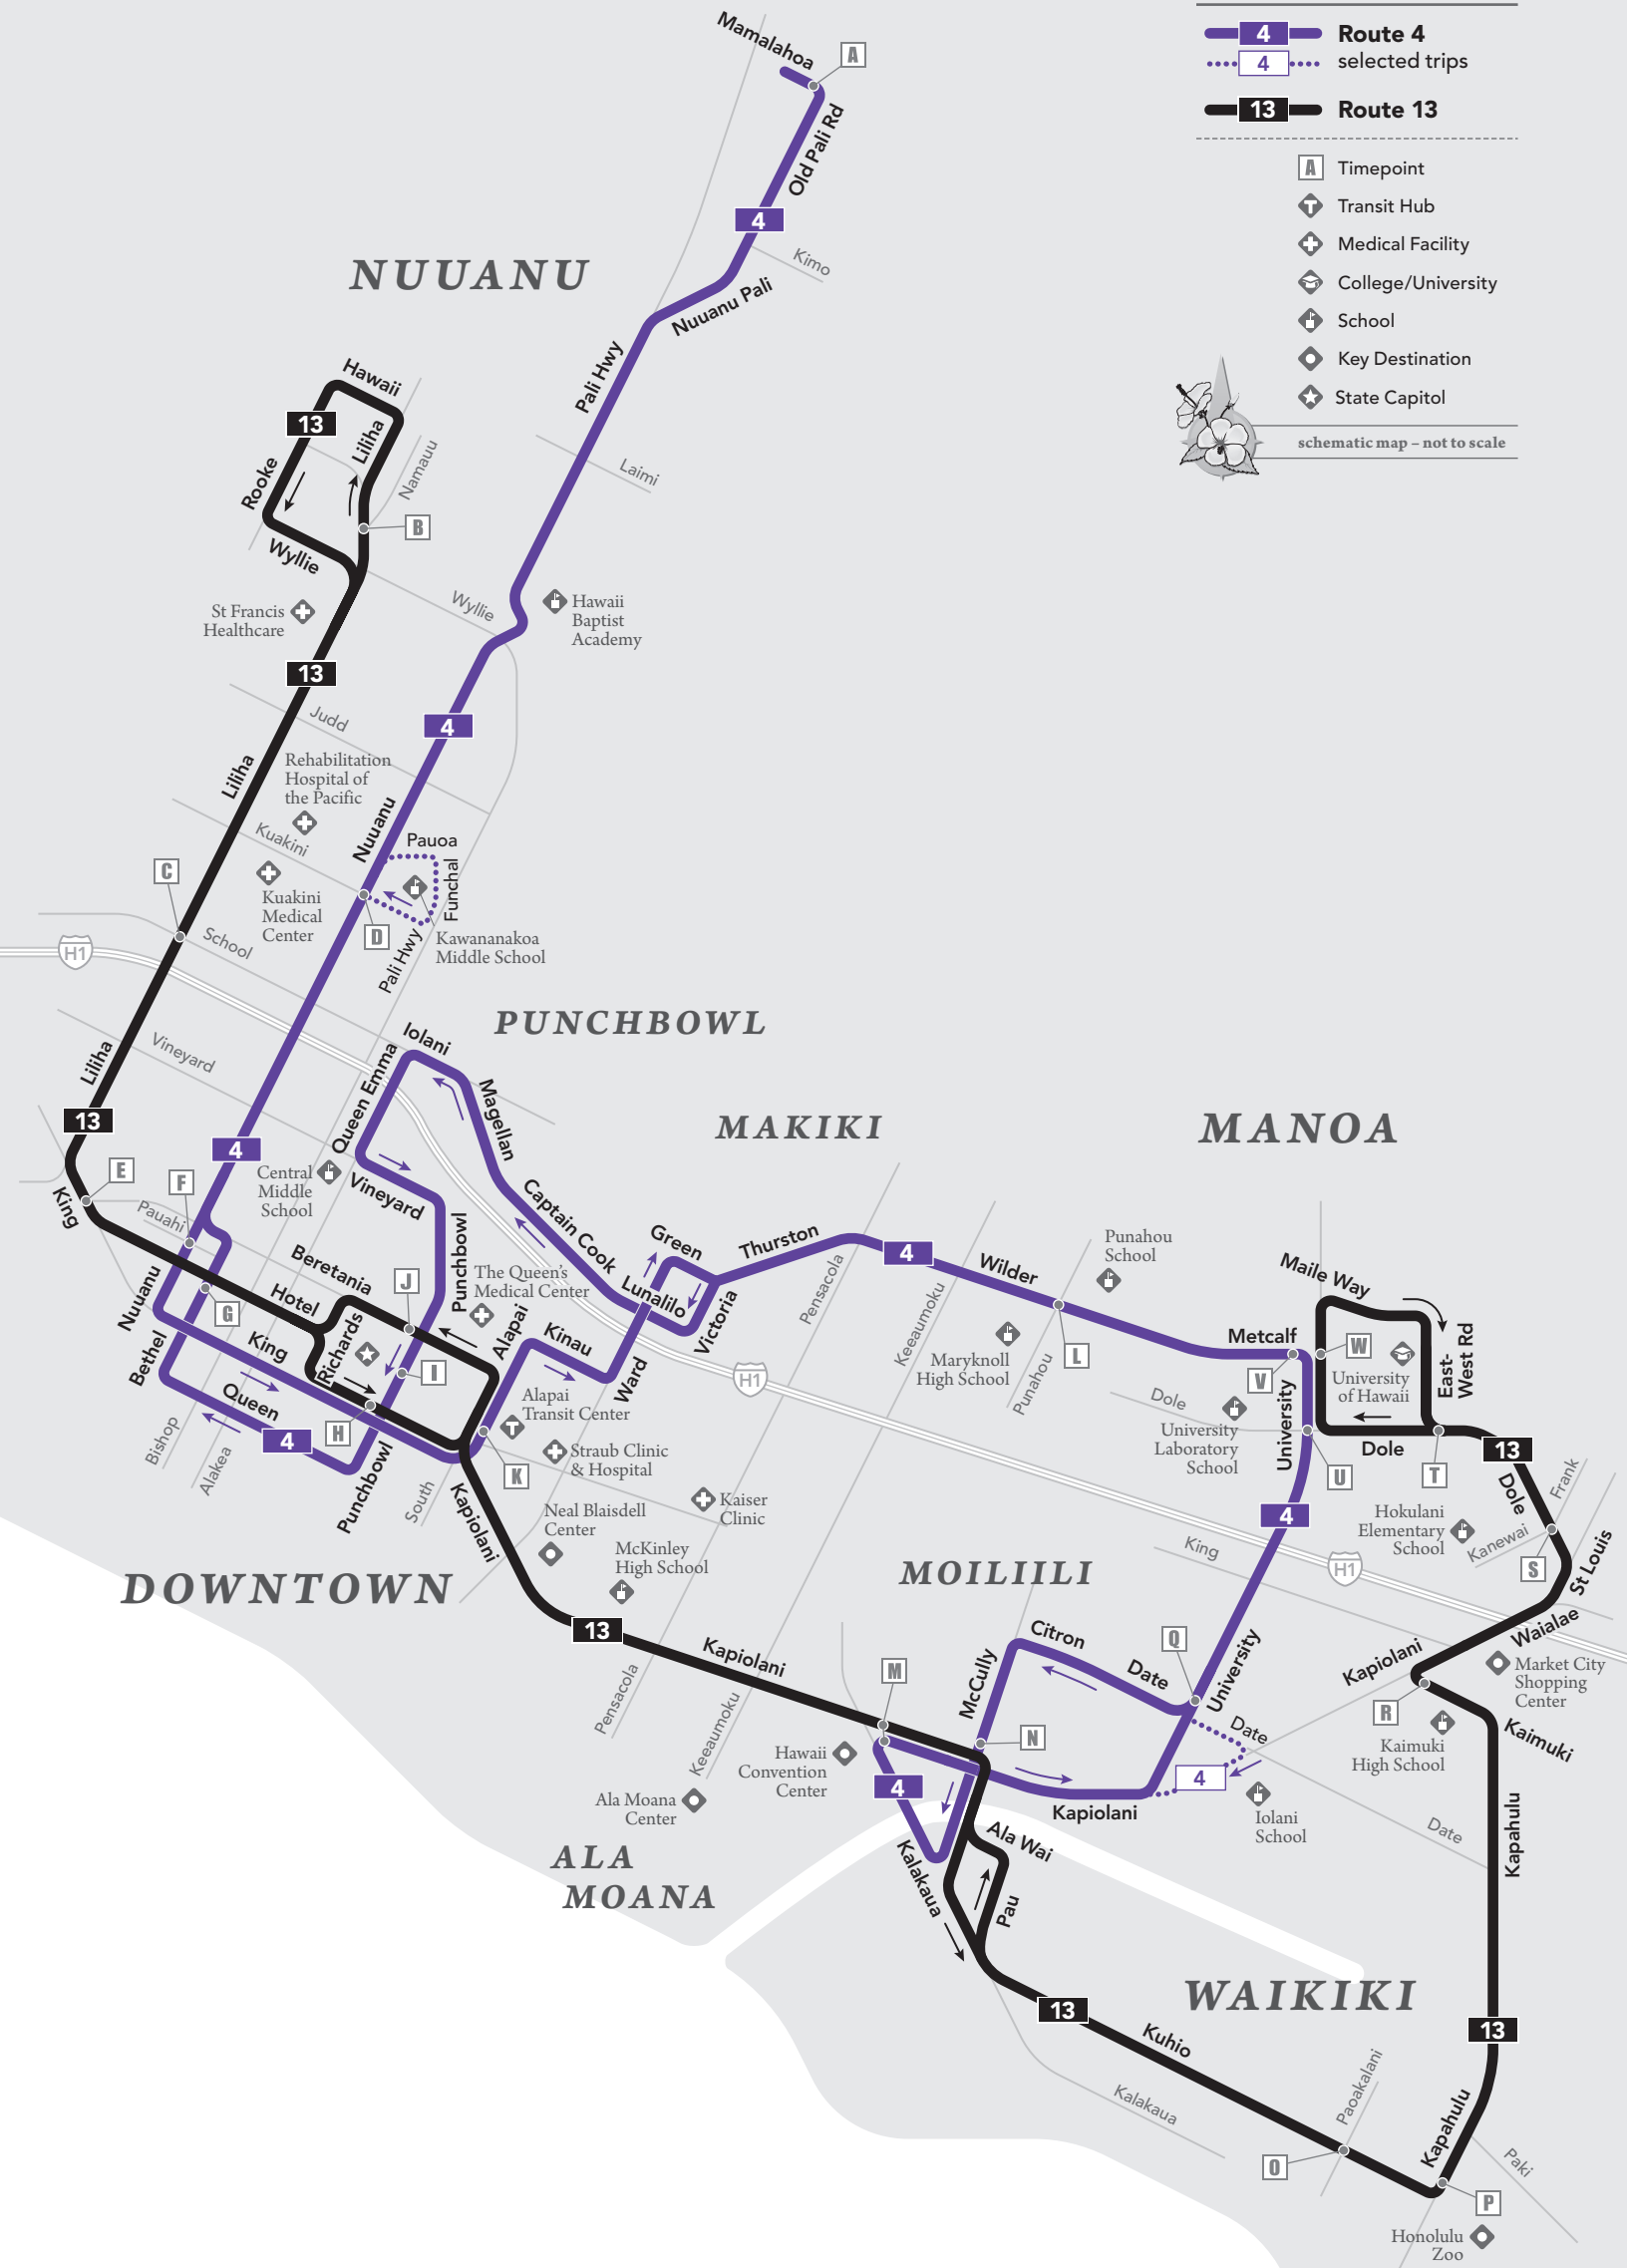 4 Route 4
4 selected trips
13 Route 13
A Timepoint
Transit Hub
Medical Facility
College/University
School
Key Destination
State Capitol
schematic map – not to scale
Mamalahoa
A
Old Pali Rd
4
Kimo
Nuuanu Pali
NUUANU
Pali Hwy
Hawaii
13
Liliha
Rooke
Namauu
Laimi
B
Wyllie
Wyllie
St Francis
Healthcare
Hawaii
Baptist
Academy
13
4
Judd
Liliha
Rehabilitation
Hospital of
the Pacific
Nuuanu
Kuakini
Pauoa
Funchal
C
Kuakini
Medical
Center
D
Kawananakoa
Middle School
Pali Hwy
School
H1
PUNCHBOWL
Iolani
Vineyard
Liliha
Queen Emma
Magellan
13
4
MAKIKI
MANOA
E
F
Central
Middle
School
Vineyard
King
Pauahi
Captain Cook
Green
Thurston
4
Wilder
Punahou
School
Beretania
Punchbowl
The Queen's
Medical Center
Lunalilo
Victoria
Pensacola
Keeaumoku
Maile Way
Nuuanu
G
Hotel
J
Alapai
Kinau
Ward
H1
Maryknoll
High School
Punahou
L
Metcalf
V
W
University
of Hawaii
East-
West Rd
King
Richards
I
Bethel
Queen
4
H
Alapai
Transit Center
Straub Clinic
& Hospital
K
Dole
University
Laboratory
School
University
U
Dole
T
13
Dole
Frank
Bishop
Alakea
Punchbowl
South
Kapiolani
Neal Blaisdell
Center
Kaiser
Clinic
McKinley
High School
4
Hokulani
Elementary
School
Kanewai
S
St Louis
King
H1
DOWNTOWN
MOILIILI
13
Kapiolani
Citron
Date
Q
University
Kapiolani
Waialae
Market City
Shopping
Center
Pensacola
Keeaumoku
M
McCully
N
Date
R
Kaimuki
High School
Kaimuki
Hawaii
Convention
Center
4
4
Ala Moana
Center
Kapiolani
Iolani
School
Date
Kapahulu
ALA
MOANA
Kalakaua
Ala Wai
Pau
WAIKIKI
13
Kuhio
13
Kalakaua
Paoakalani
Kapahulu
O
Paki
P
Honolulu
Zoo